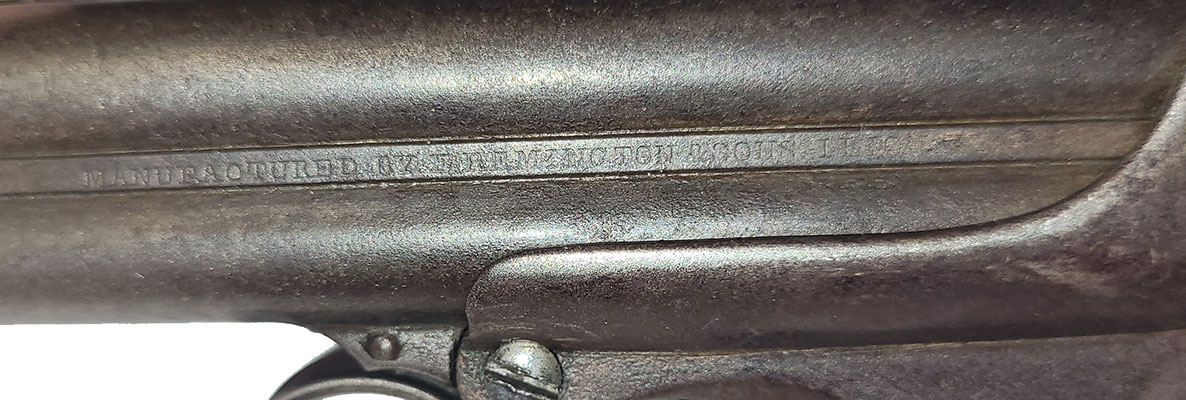 MANUFACTURED BY E. REMINGTON & SONS